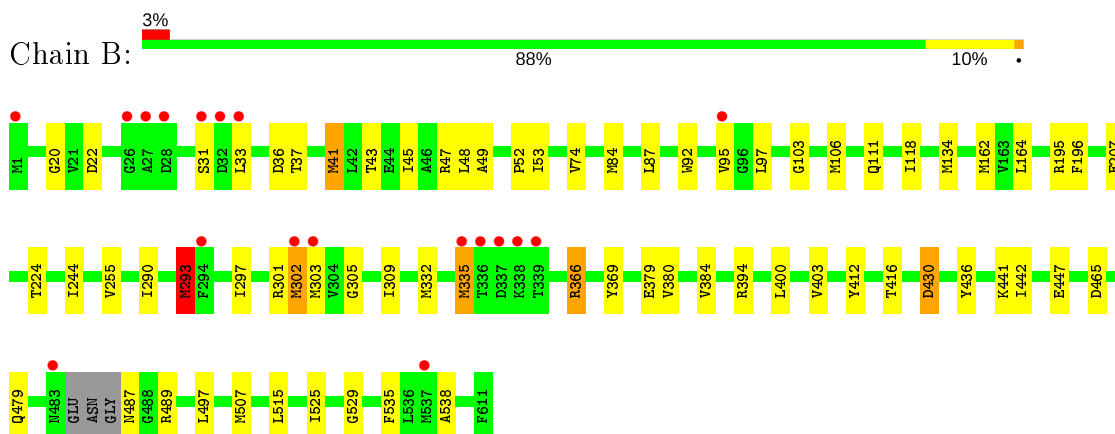 3%
Chain B:
88%
10%
•
M1 G20 V21 D22 G26 A27 D28 S31 D32 L33 D36 T37 M41 L42 T43 E44 I45 A46 R47 L48 A49 P52 I53 V74 M84 L87 W92 V95 G96 L97 G103 M106 Q111 I118 M134 M162 V163 L164 R195 F196
T224 I244 V255 I290 M293 F294 I297 R301 M302 M303 V304 G305 I309 M332 M335 T336 D337 K338 T339 R366 Y369 E379 V380 V384 R394 L400 V403 Y412 T416 D430 Y436 K441 I442 E447 D465
Q479 N483 GLU ASN GLY N487 G488 R489 L497 M507 L515 I525 G529 F535 L536 M537 A538 F611